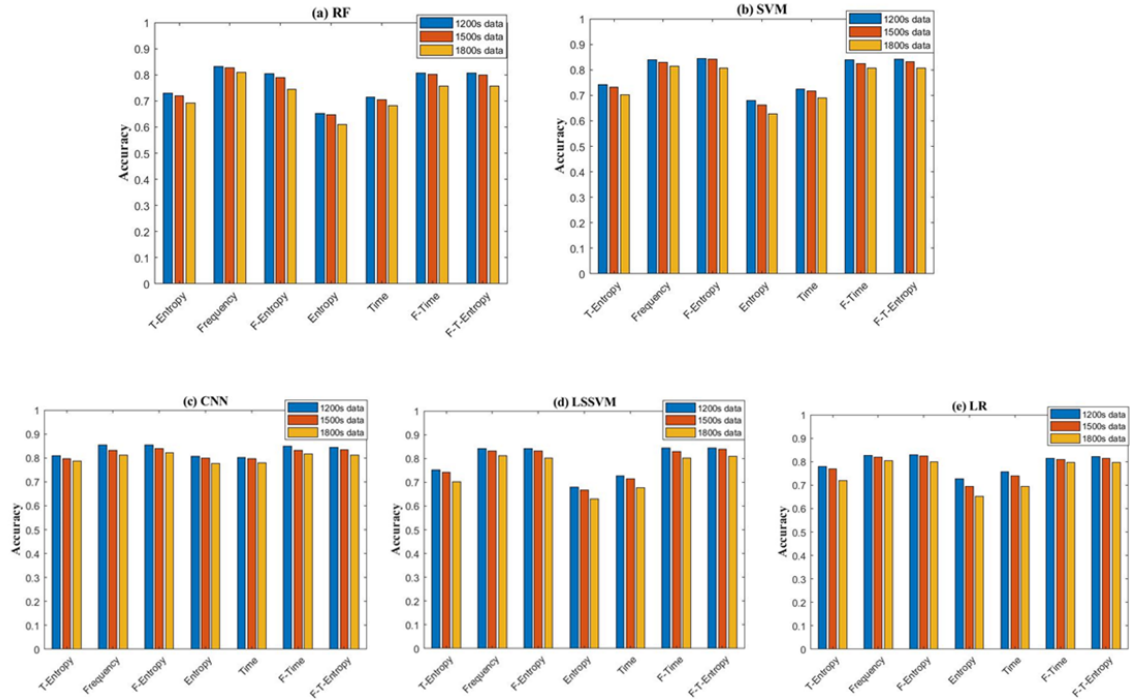 (a) RF
1200s data
1500s data
1800s data
1
0.9
0.8
0.7
0.6
0.5
0.4
0.3
0.2
0.1
0
Accuracy
T-Entropy
Frequency
F-Entropy
Entropy
Time
F-Time
F-T-Entropy
(b) SVM
1200s data
1500s data
1800s data
1
0.9
0.8
0.7
0.6
0.5
0.4
0.3
0.2
0.1
0
Accuracy
T-Entropy
Frequency
F-Entropy
Entropy
Time
F-Time
F-T-Entropy
(c) CNN
1200s data
1500s data
1800s data
1
0.9
0.8
0.7
0.6
0.5
0.4
0.3
0.2
0.1
0
Accuracy
T-Entropy
Frequency
F-Entropy
Entropy
Time
F-Time
F-T-Entropy
(d) LSSVM
1200s data
1500s data
1800s data
1
0.9
0.8
0.7
0.6
0.5
0.4
0.3
0.2
0.1
0
Accuracy
T-Entropy
Frequency
F-Entropy
Entropy
Time
F-Time
F-T-Entropy
(e) LR
1200s data
1500s data
1800s data
1
0.9
0.8
0.7
0.6
0.5
0.4
0.3
0.2
0.1
0
Accuracy
T-Entropy
Frequency
F-Entropy
Entropy
Time
F-Time
F-T-Entropy